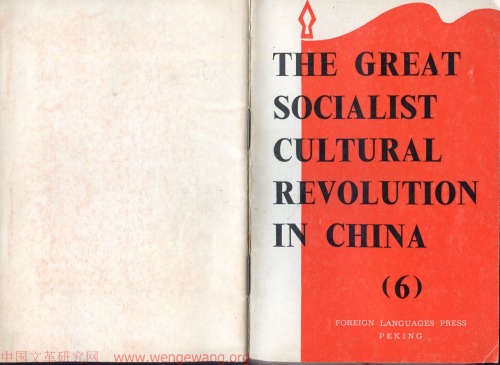 THE GREAT
SOCIALIST
CULTURAL
REVOLUTION
IN CHINA
(6)
FOREIGN LANGUAGES PRESS
PEKING
中国文革研究网 www.wengewang.org